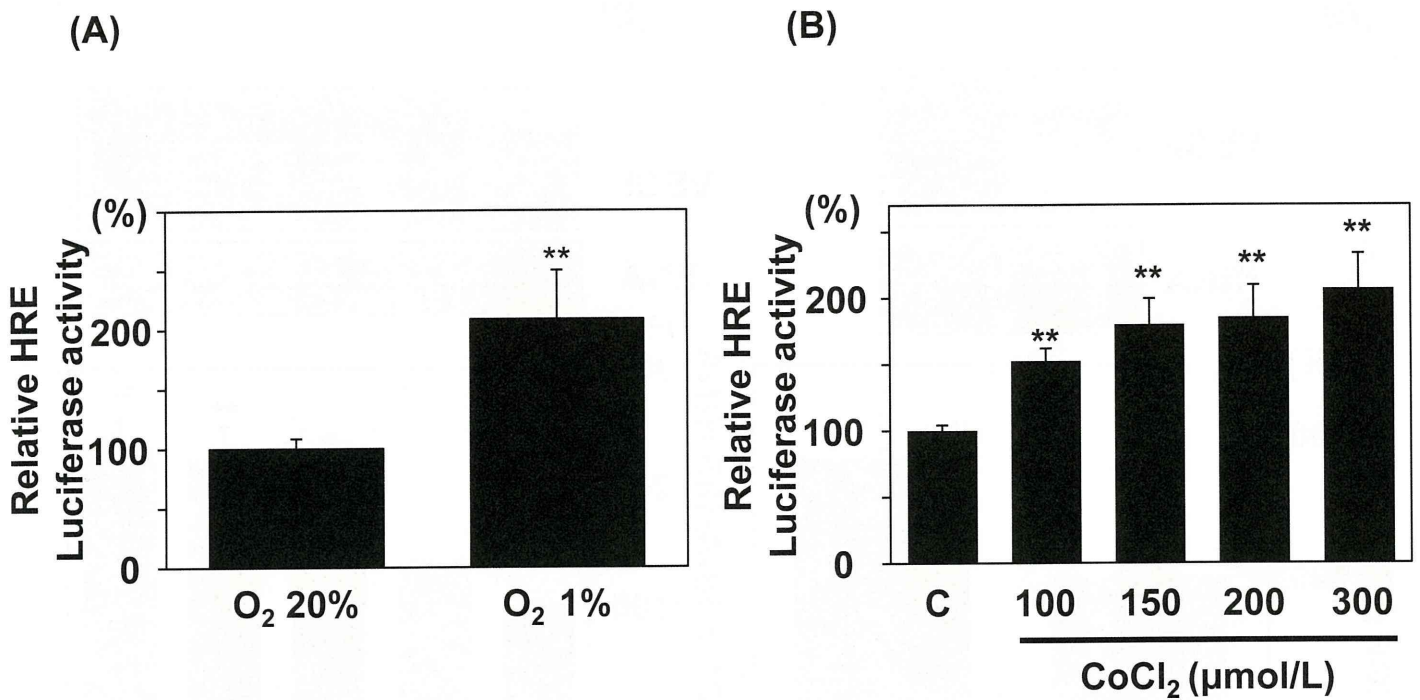 (A)
(%)
Relative HRE
Luciferase activity
200
100
0
**
O₂ 20%
O₂ 1%
(B)
(%)
Relative HRE
Luciferase activity
200
100
0
**
**
**
**
C
100
150
200
300
CoCl₂ (μmol/L)